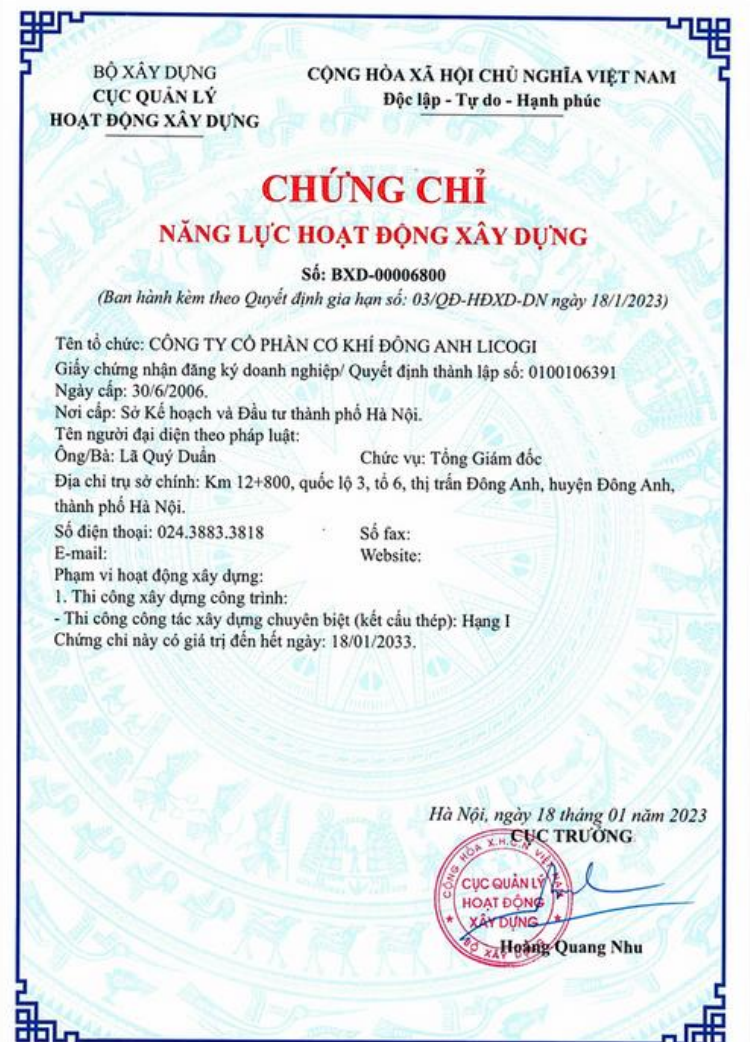 BỘ XÂY DỰNG
CỤC QUẢN LÝ
HOẠT ĐỘNG XÂY DỰNG
CỘNG HÒA XÃ HỘI CHỦ NGHĨA VIỆT NAM
Độc lập - Tự do - Hạnh phúc
CHỨNG CHỈ
NĂNG LỰC HOẠT ĐỘNG XÂY DỰNG
Số: BXD-00006800
(Ban hành kèm theo Quyết định gia hạn số: 03/QĐ-HĐXD-DN ngày 18/1/2023)
Tên tổ chức: CÔNG TY CỔ PHẦN CƠ KHÍ ĐÔNG ANH LICOGI
Giấy chứng nhận đăng ký doanh nghiệp/ Quyết định thành lập số: 0100106391
Ngày cấp: 30/6/2006.
Nơi cấp: Sở Kế hoạch và Đầu tư thành phố Hà Nội.
Tên người đại diện theo pháp luật:
Ông/Bà: Lã Quý Duẩn Chức vụ: Tổng Giám đốc
Địa chỉ trụ sở chính: Km 12+800, quốc lộ 3, tổ 6, thị trấn Đông Anh, huyện Đông Anh,
thành phố Hà Nội.
Số điện thoại: 024.3883.3818 Số fax:
E-mail: Website:
Phạm vi hoạt động xây dựng:
1. Thi công xây dựng công trình:
- Thi công công tác xây dựng chuyên biệt (kết cấu thép): Hạng I
Chứng chỉ này có giá trị đến hết ngày: 18/01/2033.
Hà Nội, ngày 18 tháng 01 năm 2023
CỤC TRƯỞNG
CỘNG HÒA X.H.C.N VIỆT NAM
CỤC QUẢN LÝ
HOẠT ĐỘNG
XÂY DỰNG
BỘ XÂY DỰNG
Hoàng Quang Nhu